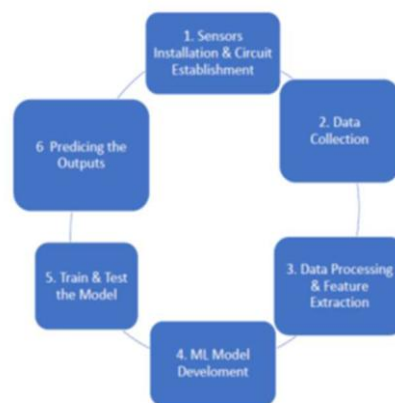 1. Sensors
Installation & Circuit
Establishment
2. Data
Collection
3. Data Processing
& Feature
Extraction
4. ML Model
Develoment
5. Train & Test
the Model
6 Predicing the
Outputs